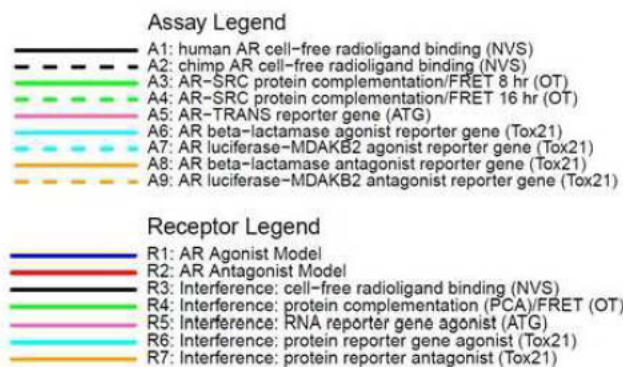 Assay Legend
A1: human AR cell-free radioligand binding (NVS)
A2: chimp AR cell-free radioligand binding (NVS)
A3: AR-SRC protein complementation/FRET 8 hr (OT)
A4: AR-SRC protein complementation/FRET 16 hr (OT)
A5: AR-TRANS reporter gene (ATG)
A6: AR beta-lactamase agonist reporter gene (Tox21)
A7: AR luciferase-MDAKB2 agonist reporter gene (Tox21)
A8: AR beta-lactamase antagonist reporter gene (Tox21)
A9: AR luciferase-MDAKB2 antagonist reporter gene (Tox21)
Receptor Legend
R1: AR Agonist Model
R2: AR Antagonist Model
R3: Interference: cell-free radioligand binding (NVS)
R4: Interference: protein complementation (PCA)/FRET (OT)
R5: Interference: RNA reporter gene agonist (ATG)
R6: Interference: protein reporter gene agonist (Tox21)
R7: Interference: protein reporter antagonist (Tox21)